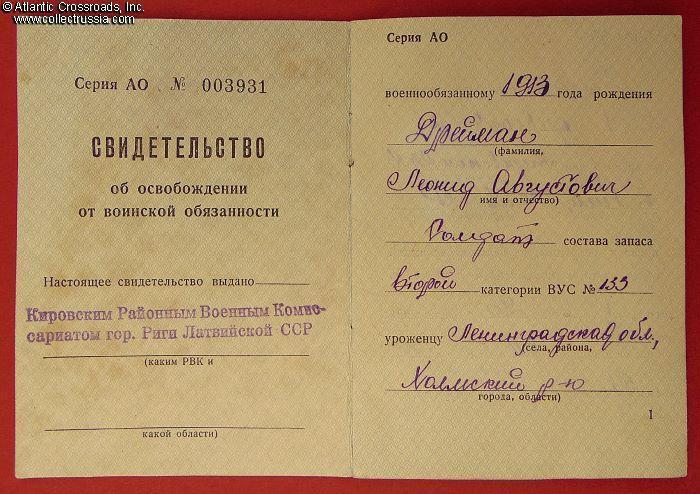 © Atlantic Crossroads, Inc.
www.collectrussia.com
Серия АО № 003931
СВИДЕТЕЛЬСТВО
об освобождении
от воинской обязанности
Настоящее свидетельство выдано
Кировским Районным Военным Комис-
сариатом гор. Риги Латвийской ССР
(каким РВК и
какой области)
Серия АО
военнообязанному 1913 года рождения
Дрейман
(фамилия,
Леонид Августович
имя и отчество)
Солдат состава запаса
второй категории ВУС № 133
уроженцу Ленинградская обл,
(села, района,
Холмский р-н
города, области)
1